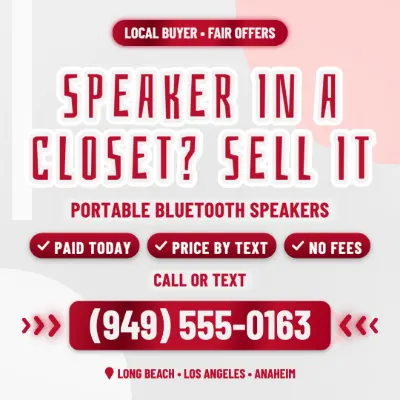 LOCAL BUYER • FAIR OFFERS
SPEAKER IN A
CLOSET? SELL IT
PORTABLE BLUETOOTH SPEAKERS
PAID TODAY PRICE BY TEXT NO FEES
CALL OR TEXT
(949) 555-0163
LONG BEACH • LOS ANGELES • ANAHEIM